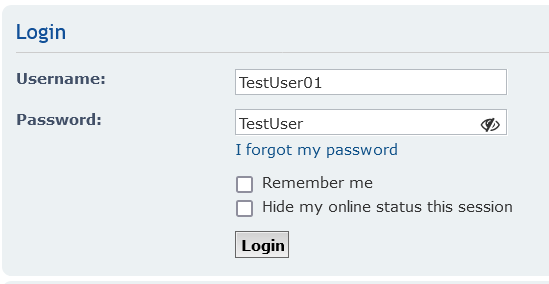 Login
Username:
TestUser01
Password:
TestUser
I forgot my password
Remember me
Hide my online status this session
Login